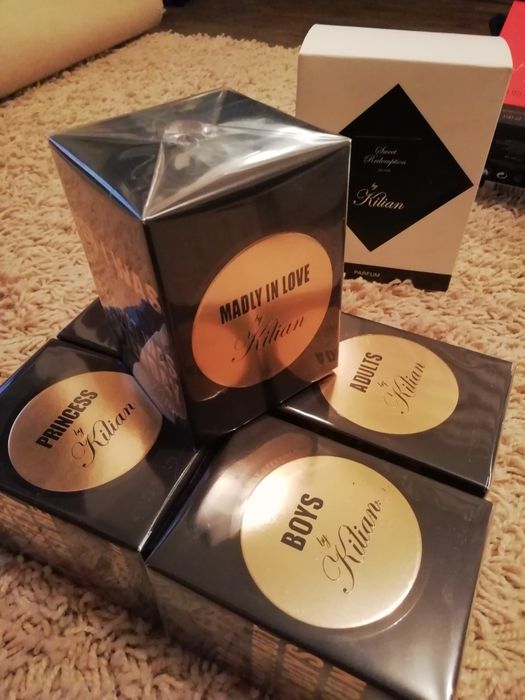 Sweet
Redemption
by
Kilian
PARFUM
MADLY IN LOVE
by
Kilian
ADULTS
by
Kilian
PRINCESS
by
Kilian
BOYS
by
Kilian